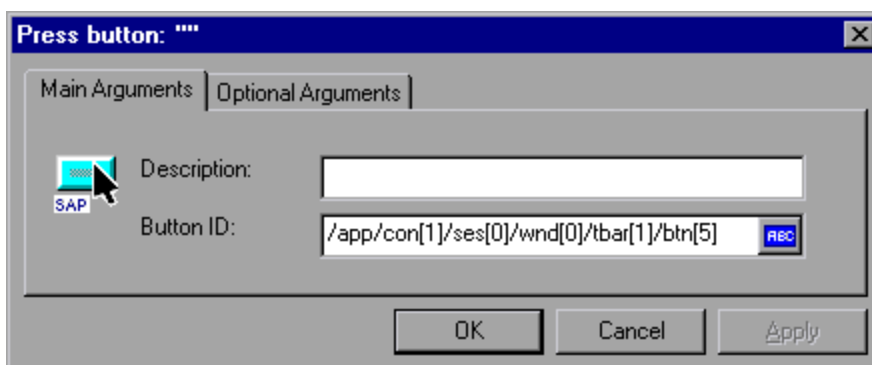 Press button: ""
Main Arguments
Optional Arguments
SAP
Description:
Button ID:
/app/con[1]/ses[0]/wnd[0]/tbar[1]/btn[5]
ABC
OK
Cancel
Apply